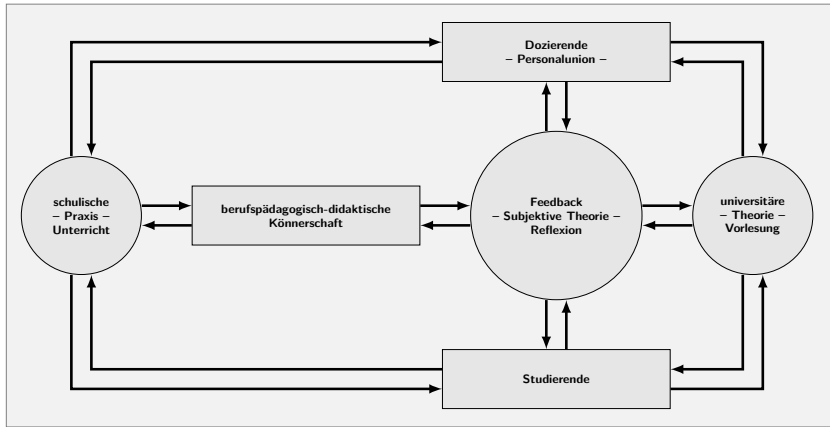 Dozierende
– Personalunion –
schulische
– Praxis –
Unterricht
berufspädagogisch-didaktische
Könnerschaft
Feedback
– Subjektive Theorie –
Reflexion
universitäre
– Theorie –
Vorlesung
Studierende